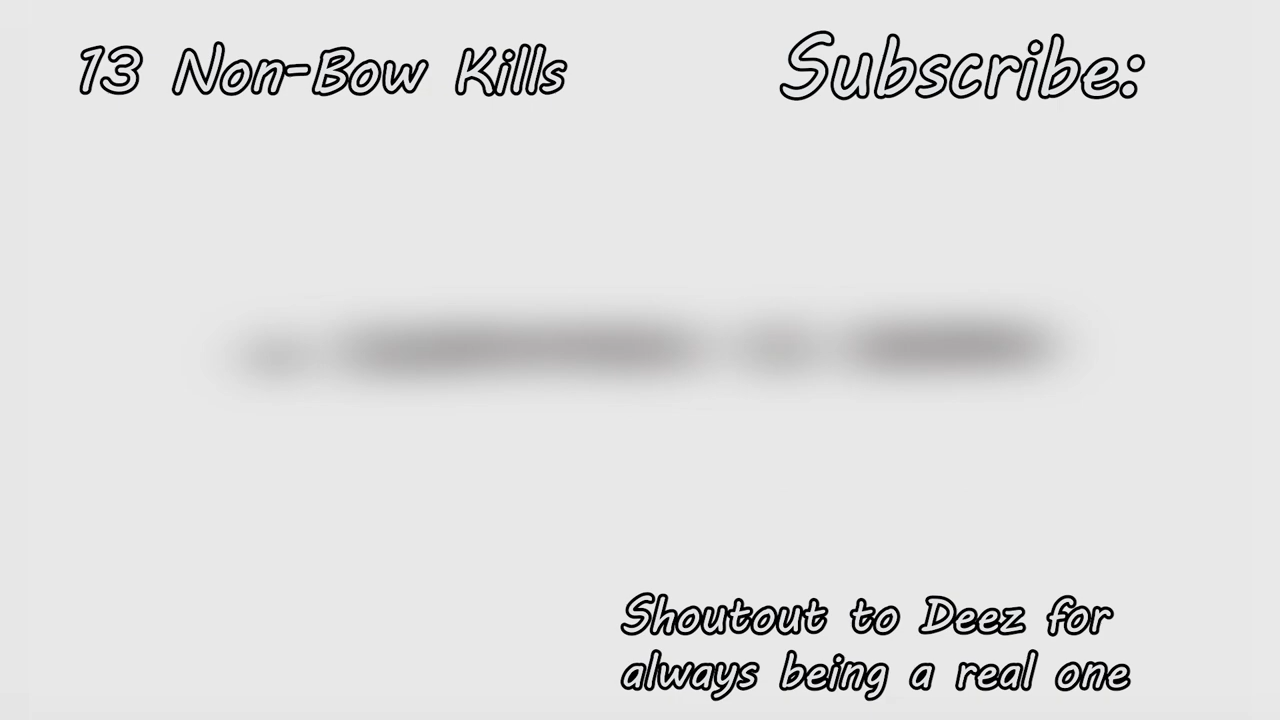 13 Non-Bow Kills
Subscribe:
Shoutout to Deez for
always being a real one